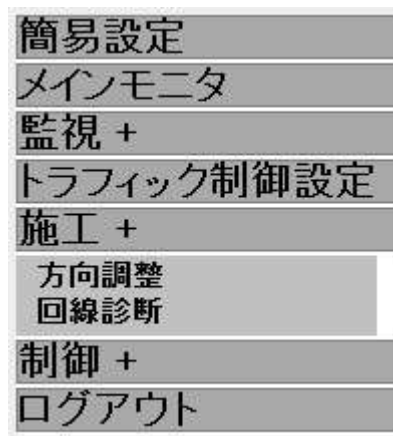 簡易設定
メインモニタ
監視 +
トラフィック制御設定
施工 +
方向調整
回線診断
制御 +
ログアウト